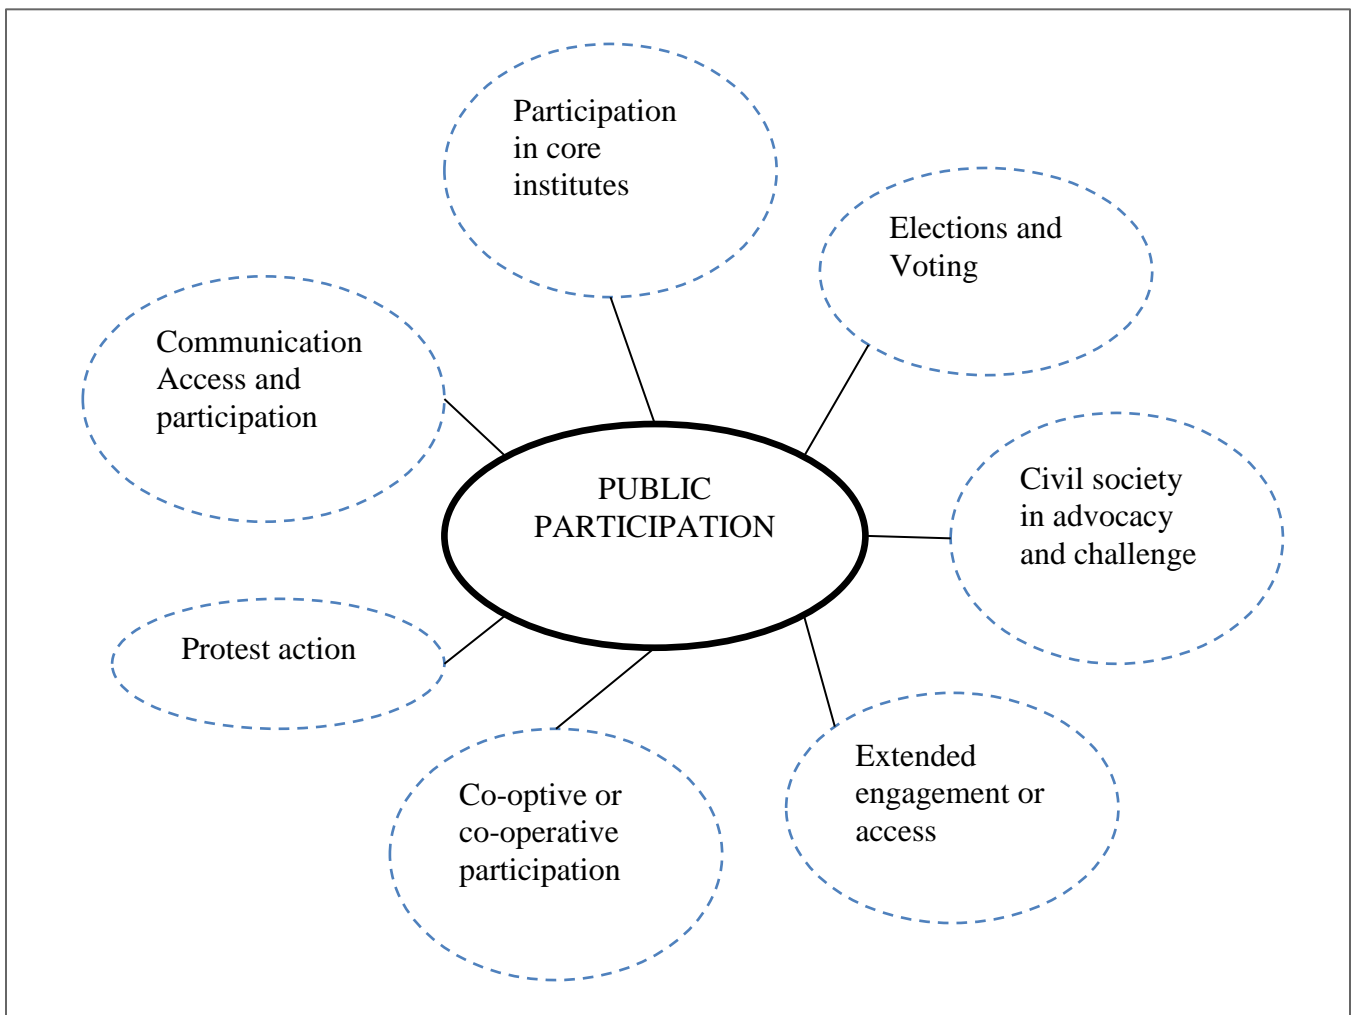 Participation
in core
institutes
Elections and
Voting
Communication
Access and
participation
Civil society
in advocacy
and challenge
PUBLIC
PARTICIPATION
Protest action
Extended
engagement or
access
Co-optive or
co-operative
participation